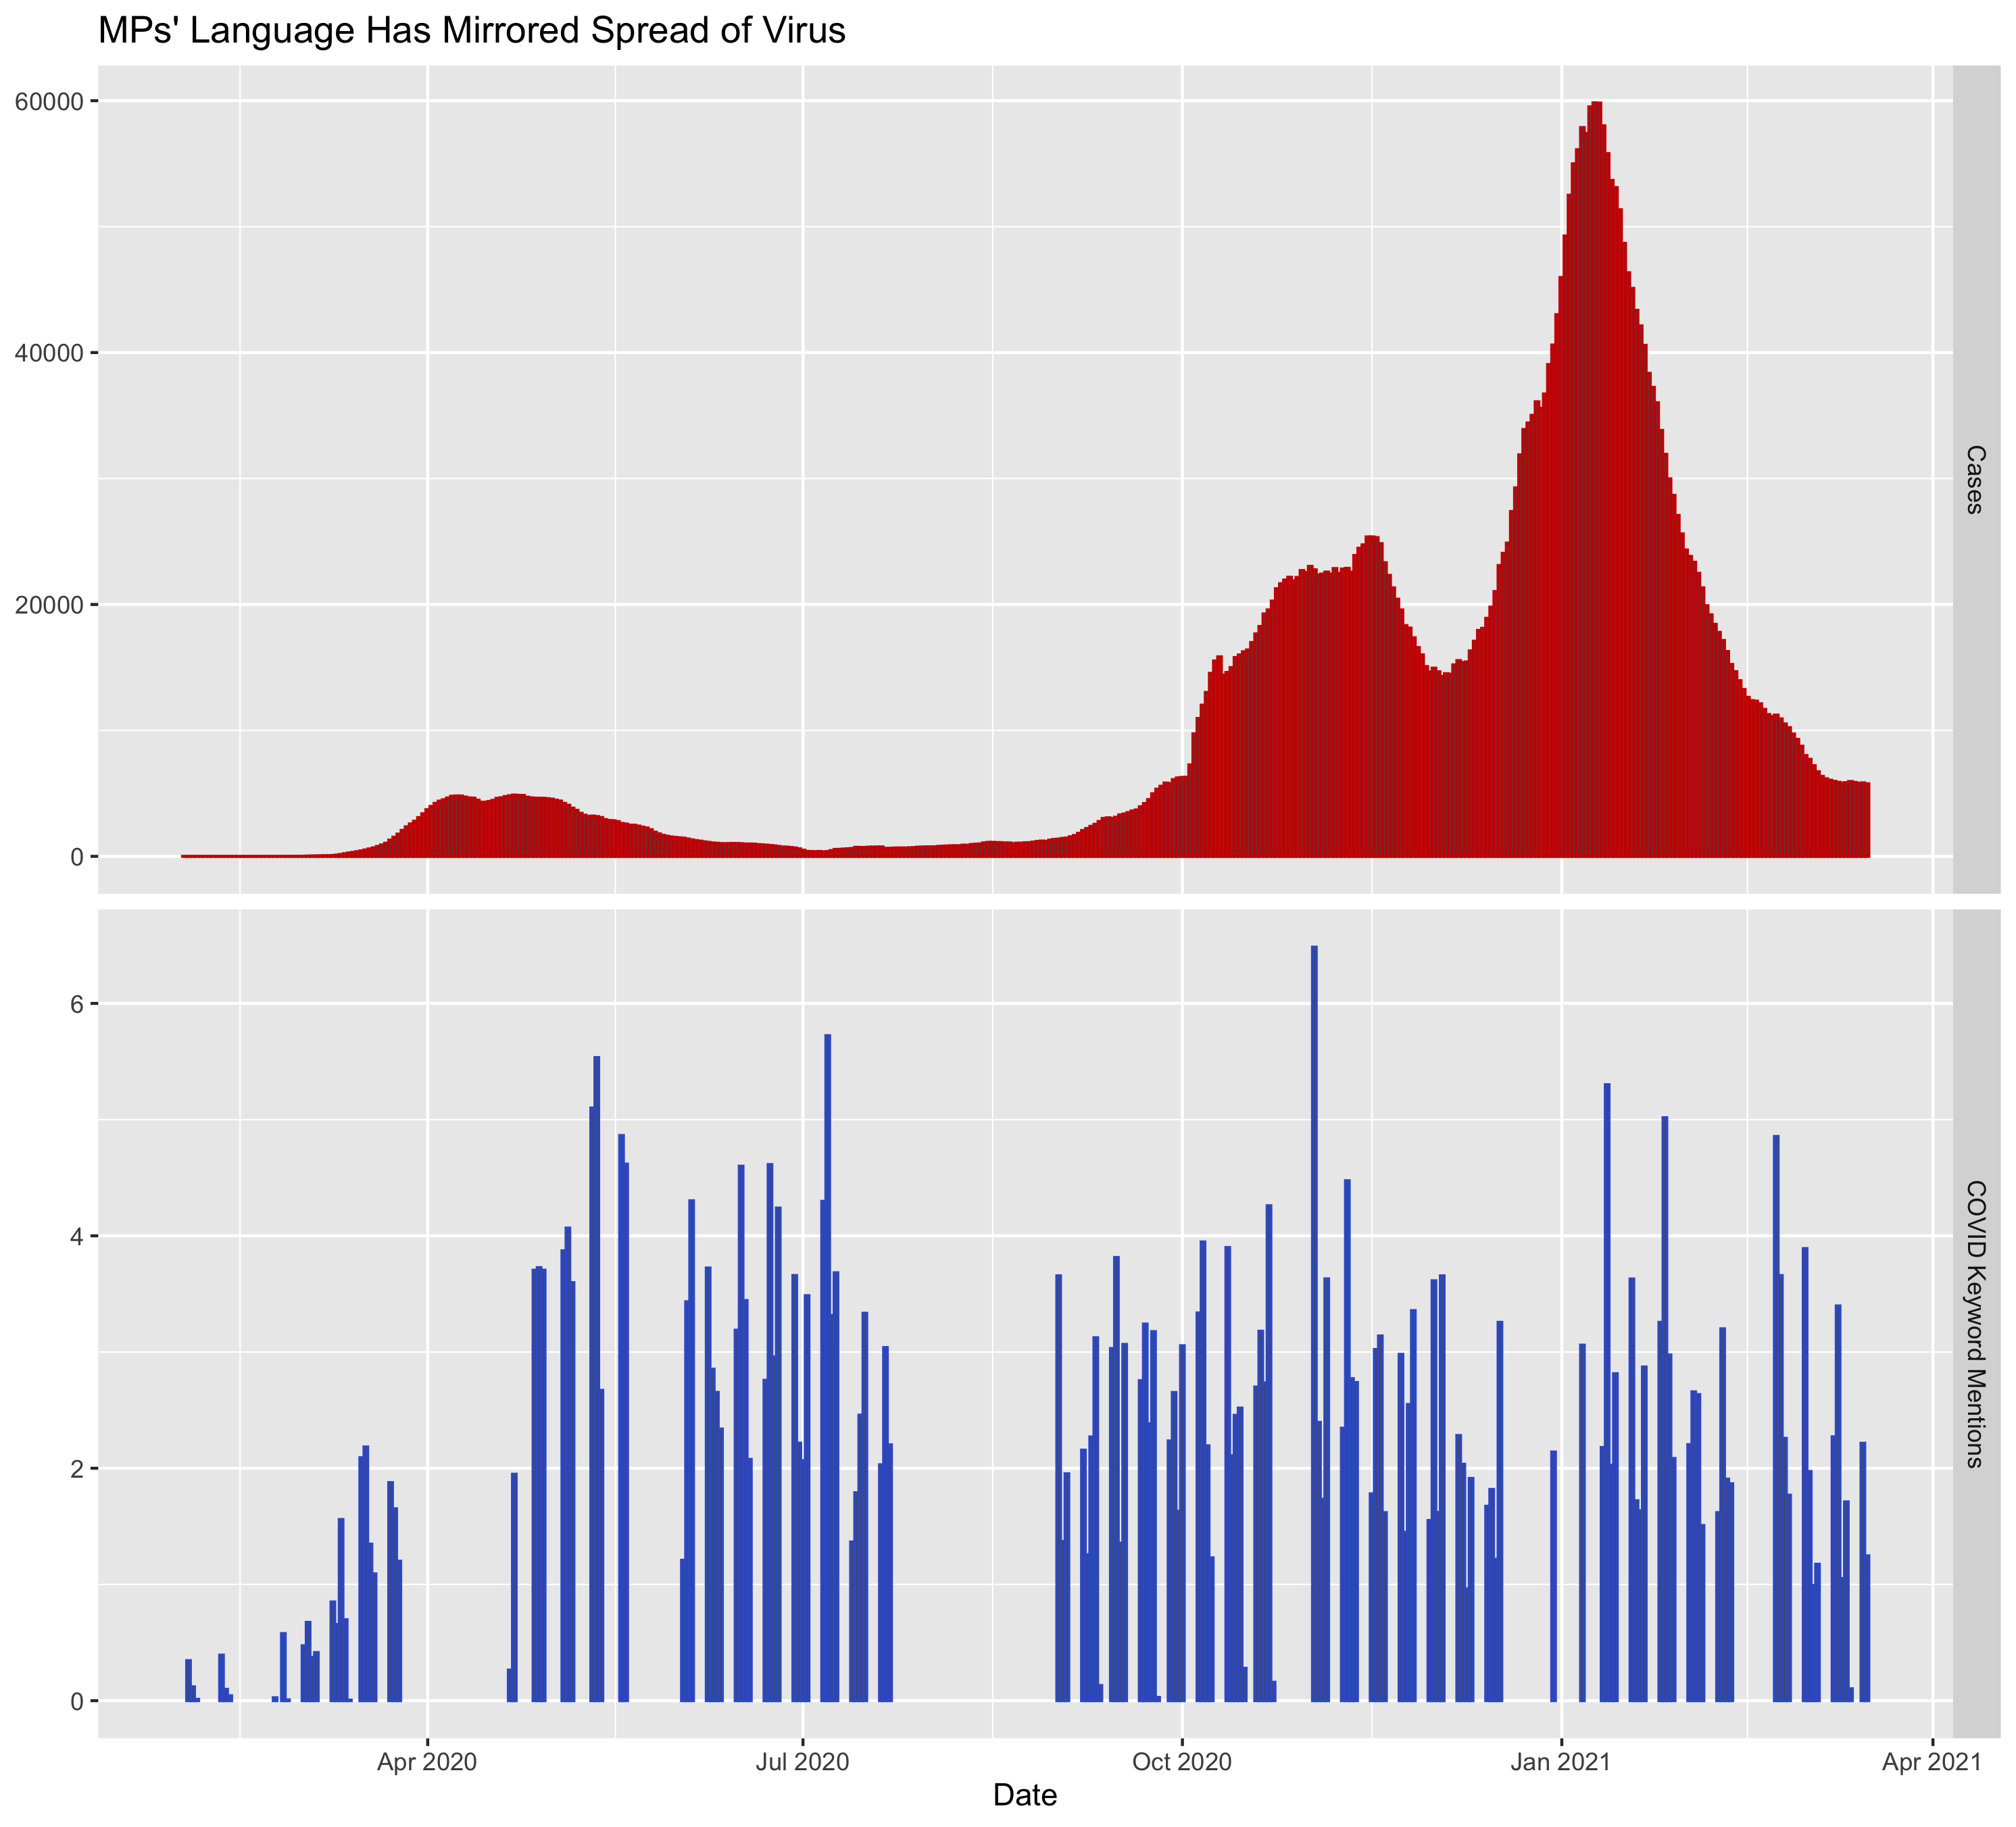 MPs' Language Has Mirrored Spread of Virus
60000
40000
20000
0
Cases
6
4
2
0
COVID Keyword Mentions
Apr 2020
Jul 2020
Oct 2020
Jan 2021
Apr 2021
Date